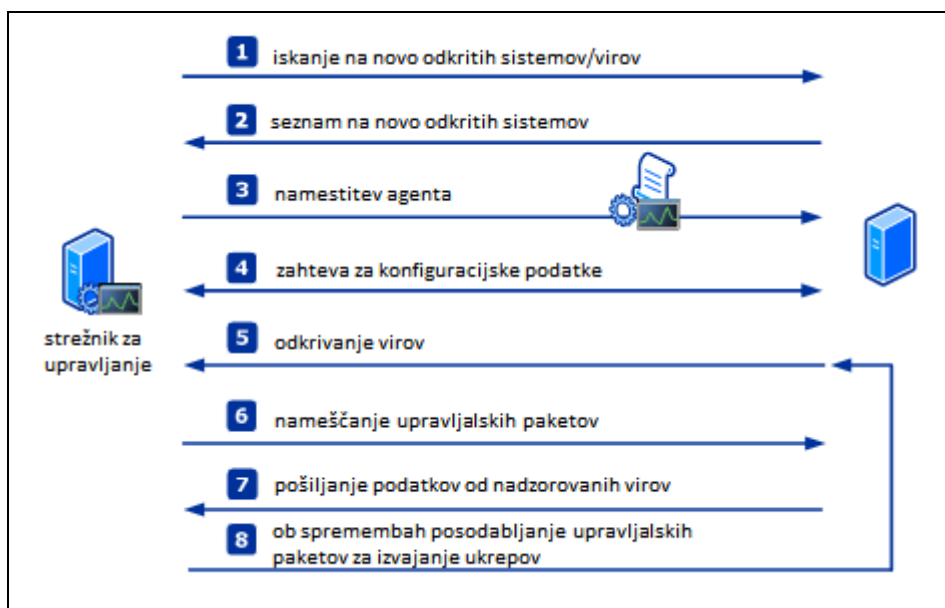 1 iskanje na novo odkritih sistemov/virov
2 seznam na novo odkritih sistemov
3 namestitev agenta
4 zahteva za konfiguracijske podatke
strežnik za
upravljanje
5 odkrivanje virov
6 nameščanje upravljalskih paketov
7 pošiljanje podatkov od nadzorovanih virov
8 ob spremembah posodabljanje upravljalskih
paketov za izvajanje ukrepov